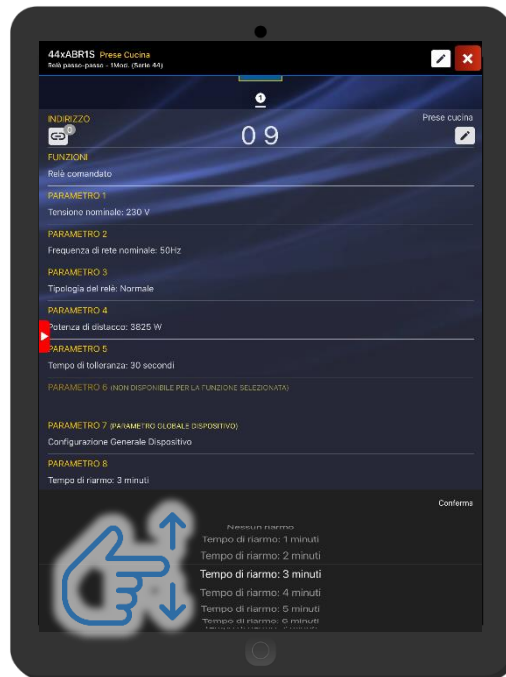 44xABR1S Prese Cucina
Relè passo-passo - 1Mod. (Serie 44)
1
INDIRIZZO
Prese cucina
0
09
FUNZIONI
Relè comandato
PARAMETRO 1
Tensione nominale: 230 V
PARAMETRO 2
Frequenza di rete nominale: 50Hz
PARAMETRO 3
Tipologia del relè: Normale
PARAMETRO 4
Potenza di distacco: 3825 W
PARAMETRO 5
Tempo di tolleranza: 30 secondi
PARAMETRO 6 (NON DISPONIBILE PER LA FUNZIONE SELEZIONATA)
PARAMETRO 7 (PARAMETRO GLOBALE DISPOSITIVO)
Configurazione Generale Dispositivo
PARAMETRO 8
Tempo di riarmo: 3 minuti
Conferma
Nessun riarmo
Tempo di riarmo: 1 minuti
Tempo di riarmo: 2 minuti
Tempo di riarmo: 3 minuti
Tempo di riarmo: 4 minuti
Tempo di riarmo: 5 minuti
Tempo di riarmo: 6 minuti